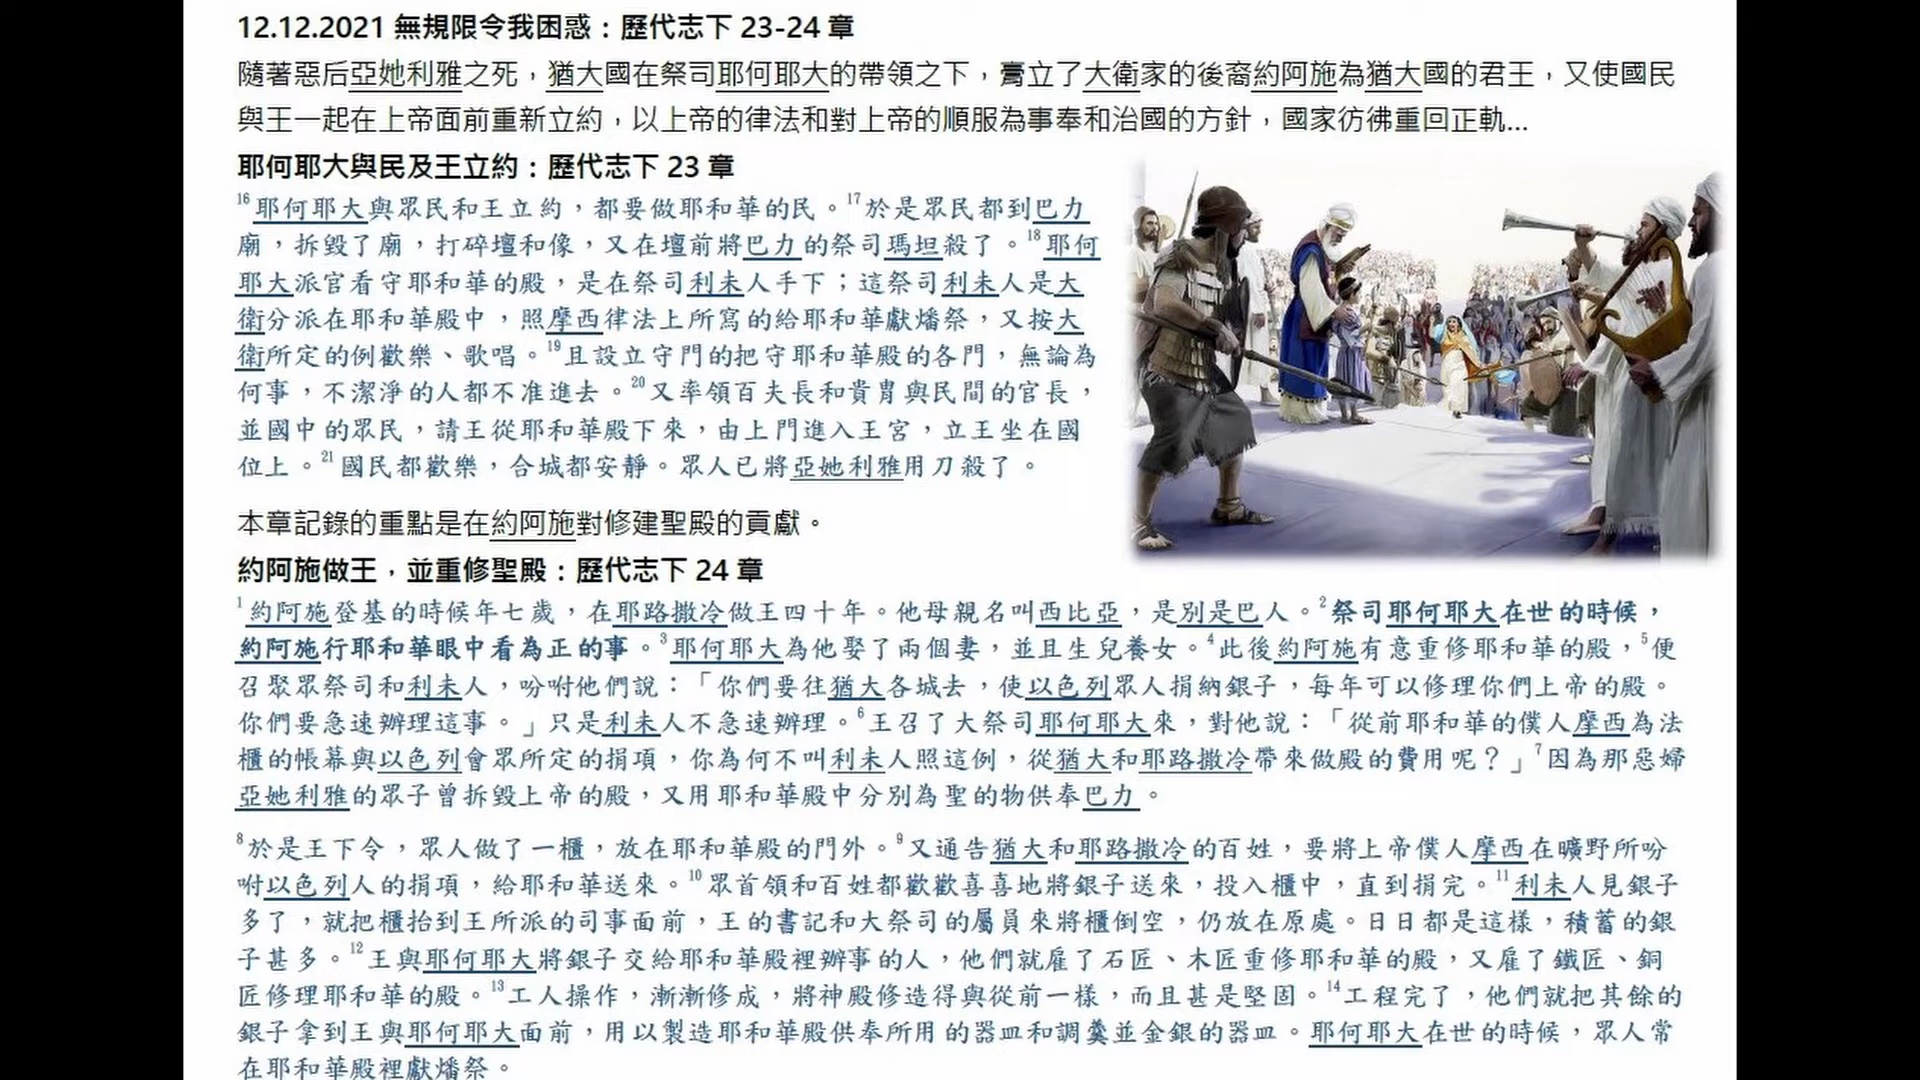 12.12.2021 無規限令我困惑：歷代志下 23-24 章
隨著惡后亞她利雅之死，猶大國在祭司耶何耶大的帶領之下，膏立了大衛家的後裔約阿施為猶大國的君王，又使國民
與王一起在上帝面前重新立約，以上帝的律法和對上帝的順服為事奉和治國的方針，國家彷彿重回正軌...
耶何耶大與民及王立約：歷代志下 23 章
16耶何耶大與眾民和王立約，都要做耶和華的民。17於是眾民都到巴力
廟，拆毀了廟，打碎壇和像，又在壇前將巴力的祭司瑪坦殺了。18耶何
耶大派官看守耶和華的殿，是在祭司利未人手下；這祭司利未人是大
衛分派在耶和華殿中，照摩西律法上所寫的給耶和華獻燔祭，又按大
衛所定的例歡樂、歌唱。19且設立守門的把守耶和華殿的各門，無論為
何事，不潔淨的人都不准進去。20又率領百夫長和貴胄與民間的官長，
並國中的眾民，請王從耶和華殿下來，由上門進入王宮，立王坐在國
位上。21國民都歡樂，合城都安靜。眾人已將亞她利雅用刀殺了。
本章記錄的重點是在約阿施對修建聖殿的貢獻。
約阿施做王，並重修聖殿：歷代志下 24 章
1約阿施登基的時候年七歲，在耶路撒冷做王四十年。他母親名叫西比亞，是別是巴人。2祭司耶何耶大在世的時候，
約阿施行耶和華眼中看為正的事。3耶何耶大為他娶了兩個妻，並且生兒養女。4此後約阿施有意重修耶和華的殿，5便
召聚眾祭司和利未人，吩咐他們說：「你們要往猶大各城去，使以色列眾人捐納銀子，每年可以修理你們上帝的殿。
你們要急速辦理這事。」只是利未人不急速辦理。6王召了大祭司耶何耶大來，對他說：「從前耶和華的僕人摩西為法
櫃的帳幕與以色列會眾所定的捐項，你為何不叫利未人照這例，從猶大和耶路撒冷帶來做殿的費用呢？」7因為那惡婦
亞她利雅的眾子曾拆毀上帝的殿，又用耶和華殿中分別為聖的物供奉巴力。
8於是王下令，眾人做了一櫃，放在耶和華殿的門外。9又通告猶大和耶路撒冷的百姓，要將上帝僕人摩西在曠野所吩
咐以色列人的捐項，給耶和華送來。10眾首領和百姓都歡歡喜喜地將銀子送來，投入櫃中，直到捐完。11利未人見銀子
多了，就把櫃抬到王所派的司事面前，王的書記和大祭司的屬員來將櫃倒空，仍放在原處。日日都是這樣，積蓄的銀
子甚多。12王與耶何耶大將銀子交給耶和華殿裡辦事的人，他們就雇了石匠、木匠重修耶和華的殿，又雇了鐵匠、銅
匠修理耶和華的殿。13工人操作，漸漸修成，將神殿修造得與從前一樣，而且甚是堅固。14工程完了，他們就把其餘的
銀子拿到王與耶何耶大面前，用以製造耶和華殿供奉所用的器皿和調羹並金銀的器皿。耶何耶大在世的時候，眾人常
在耶和華殿裡獻燔祭。